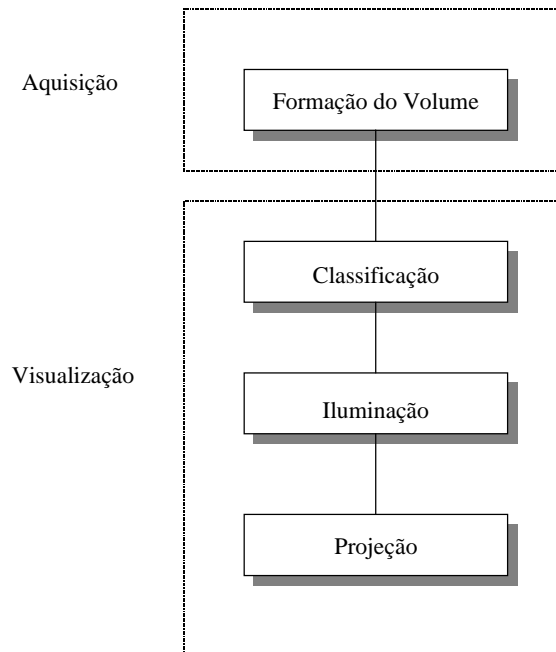 Aquisição
Formação do Volume
Classificação
Visualização
Iluminação
Projeção